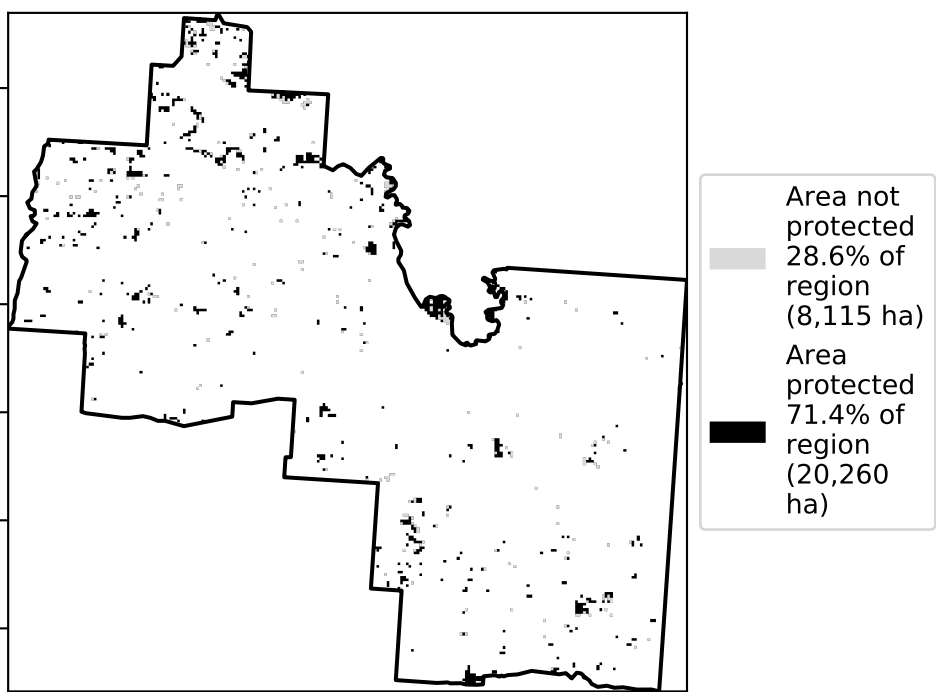 Area not
protected
28.6% of
region
(8,115 ha)
Area
protected
71.4% of
region
(20,260
ha)